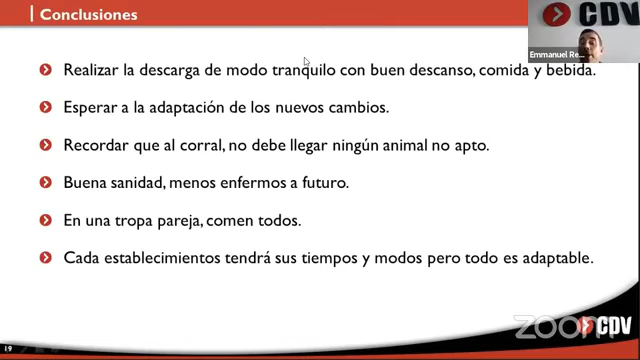 Conclusiones
CDV
Emmanuel Re...
Realizar la descarga de modo tranquilo con buen descanso, comida y bebida.
Esperar a la adaptación de los nuevos cambios.
Recordar que al corral, no debe llegar ningún animal no apto.
Buena sanidad, menos enfermos a futuro.
En una tropa pareja, comen todos.
Cada establecimientos tendrá sus tiempos y modos pero todo es adaptable.
19
zoom
CDV